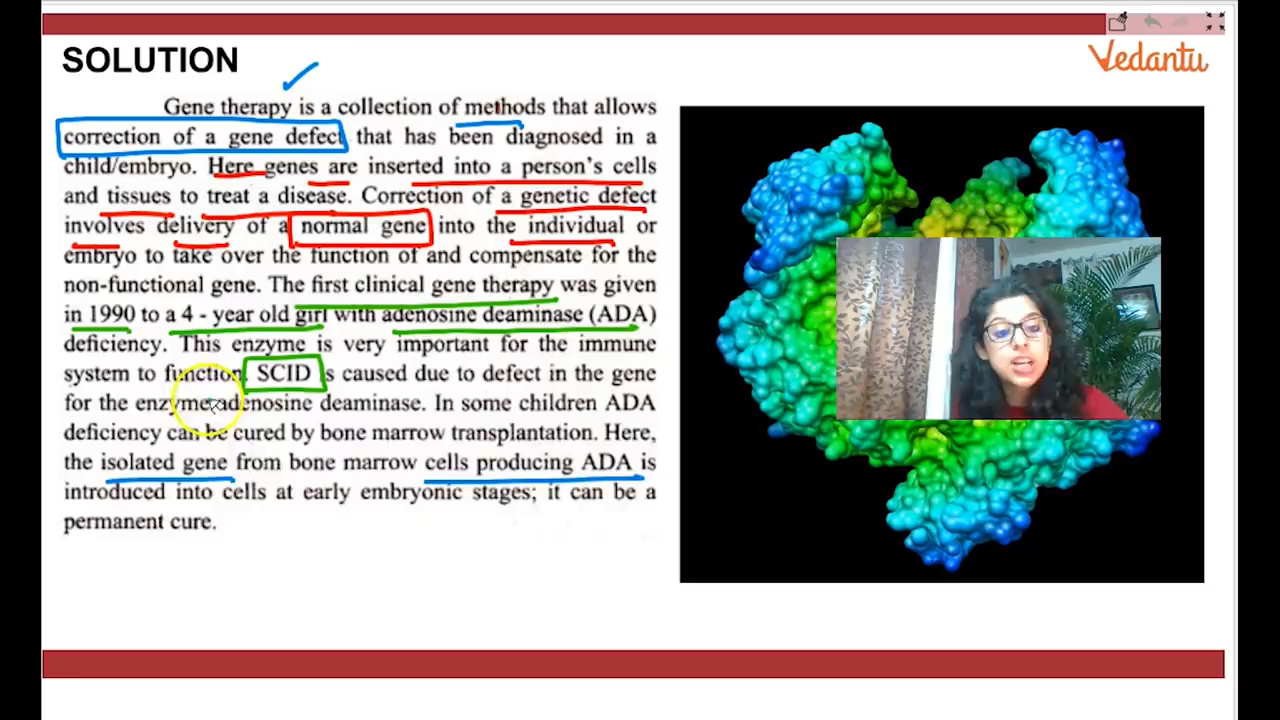 SOLUTION
Vedantu
Gene therapy is a collection of methods that allows
correction of a gene defect that has been diagnosed in a
child/embryo. Here genes are inserted into a person's cells
and tissues to treat a disease. Correction of a genetic defect
involves delivery of a normal gene into the individual or
embryo to take over the function of and compensate for the
non-functional gene. The first clinical gene therapy was given
in 1990 to a 4 - year old girl with adenosine deaminase (ADA)
deficiency. This enzyme is very important for the immune
system to function. SCID is caused due to defect in the gene
for the enzyme adenosine deaminase. In some children ADA
deficiency can be cured by bone marrow transplantation. Here,
the isolated gene from bone marrow cells producing ADA is
introduced into cells at early embryonic stages; it can be a
permanent cure.